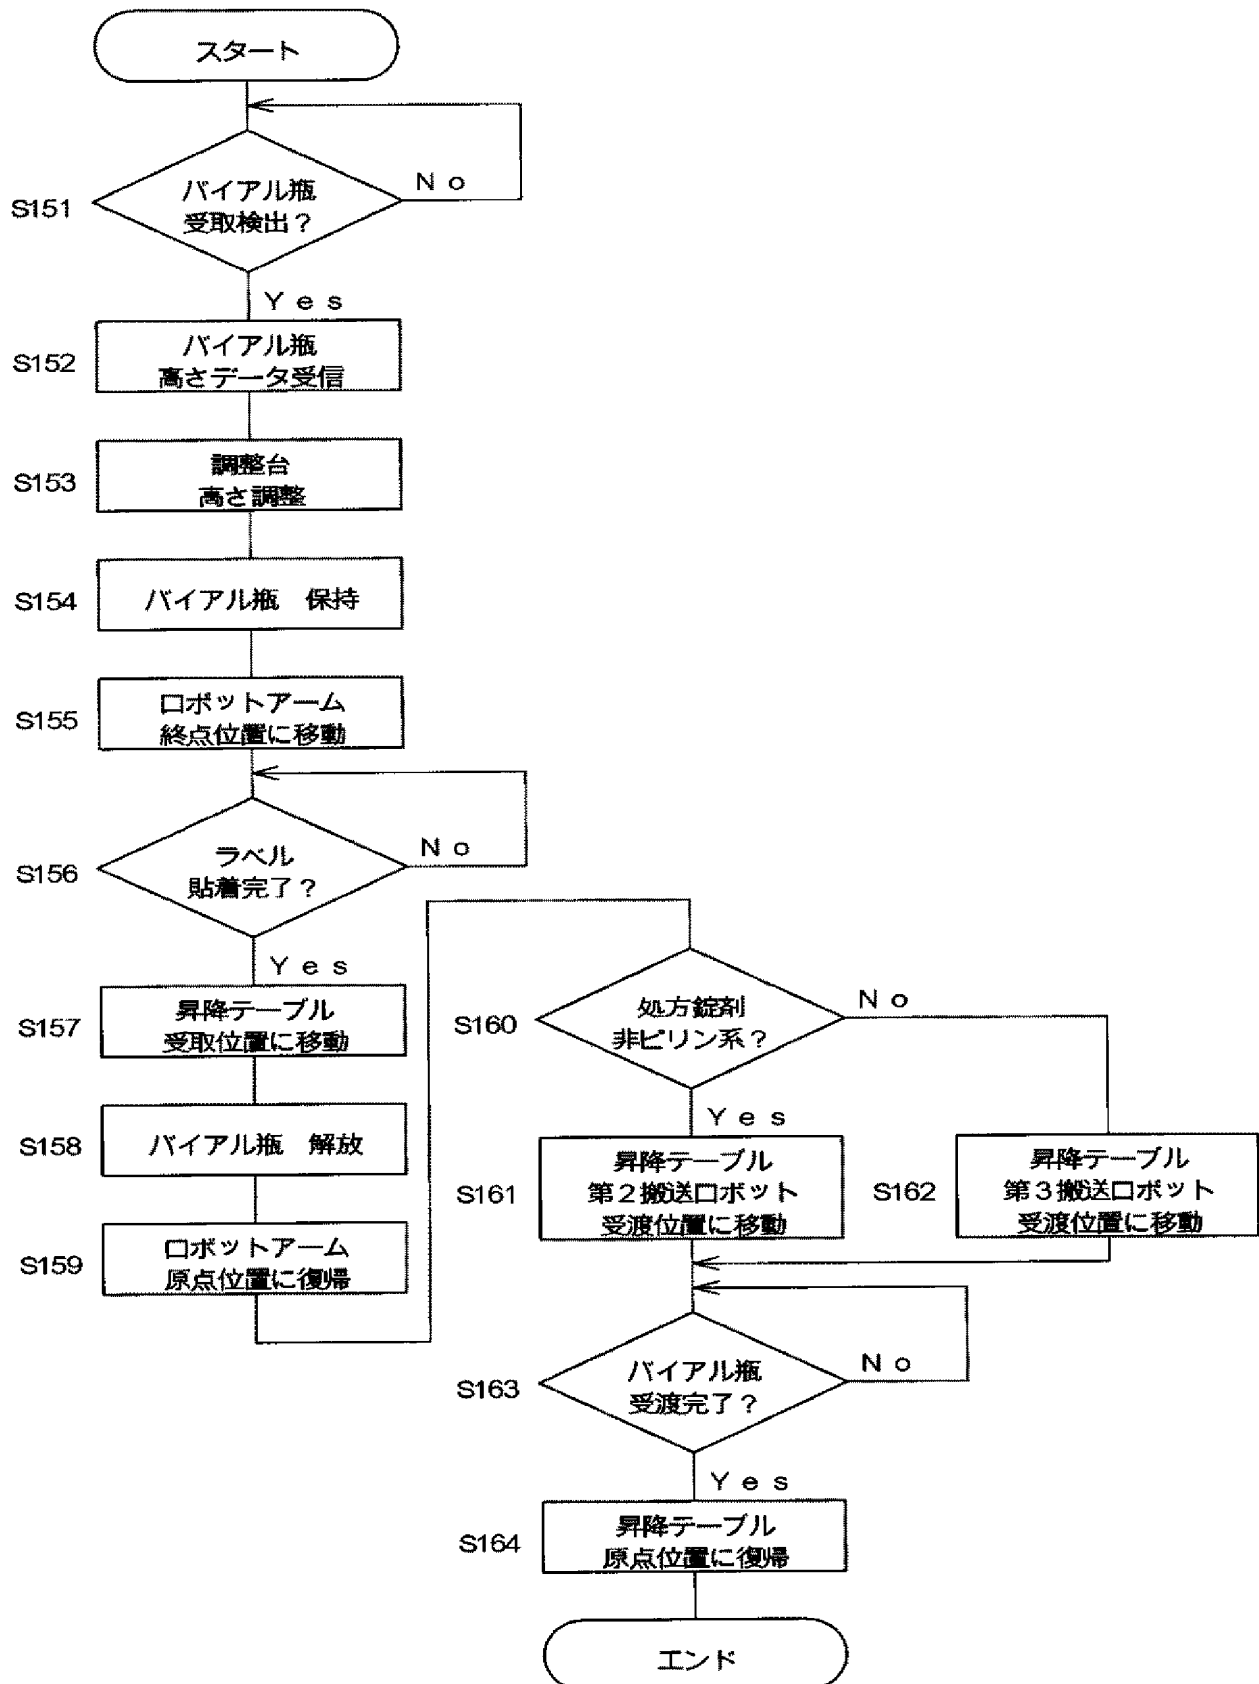 スタート
No
S151
バイアル瓶
受取検出?
Yes
S152
バイアル瓶
高さデータ受信
S153
調整台
高さ調整
S154
バイアル瓶 保持
S155
ロボットアーム
終点位置に移動
No
S156
ラベル
貼着完了?
Yes
S157
昇降テーブル
受取位置に移動
S158
バイアル瓶 解放
S159
ロボットアーム
原点位置に復帰
S160
処方錠剤
非ピリン系?
No
Yes
S161
昇降テーブル
第2搬送ロボット
受渡位置に移動
S162
昇降テーブル
第3搬送ロボット
受渡位置に移動
S163
バイアル瓶
受渡完了?
No
Yes
S164
昇降テーブル
原点位置に復帰
エンド